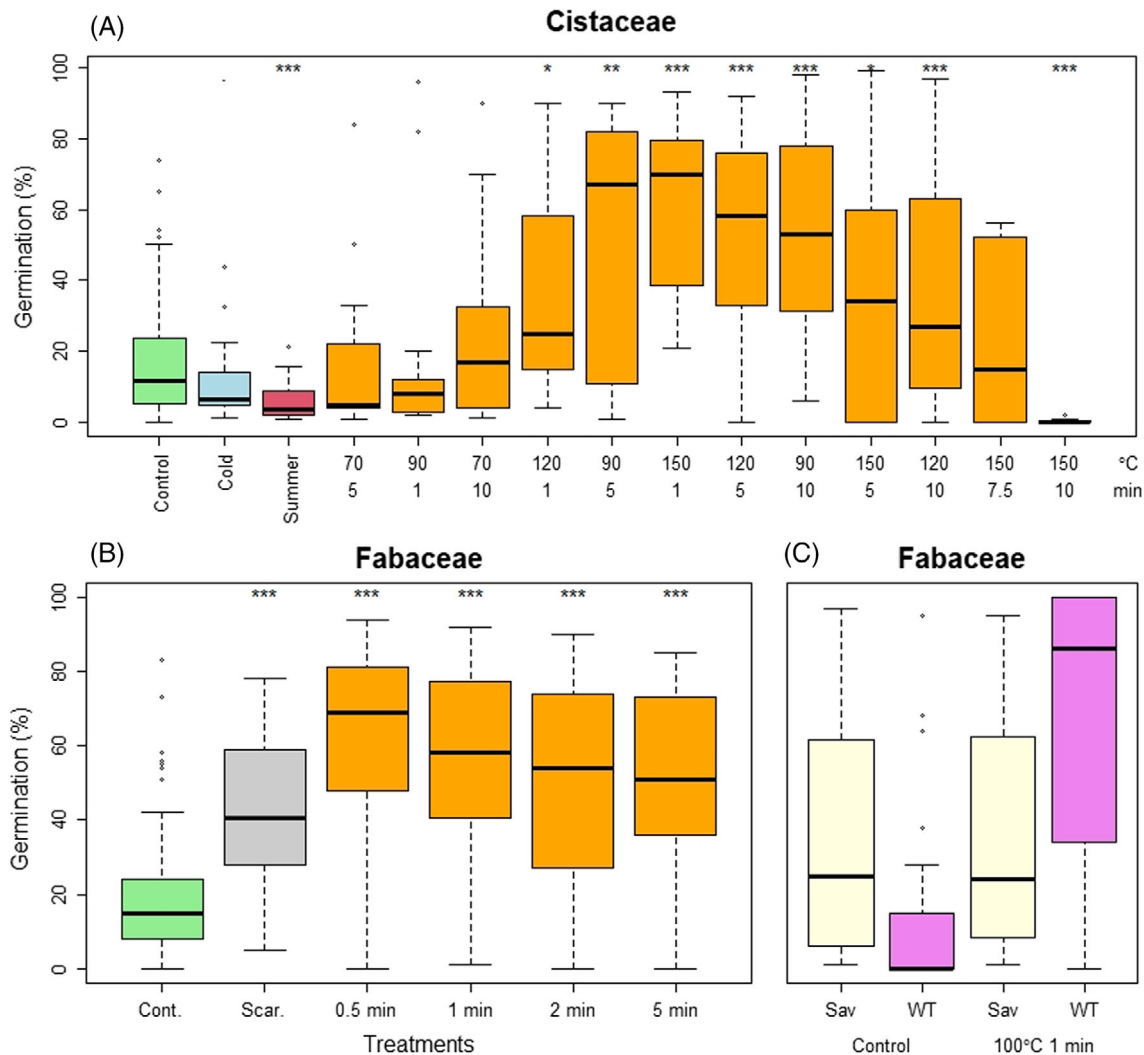 (A)
Cistaceae
*** * ** *** *** *** * *** ***
Germination (%)
100
80
60
40
20
0
Control Cold Summer 70 90 70 120 90 150 120 90 150 120 150 150 °C
5 1 10 1 5 1 5 10 5 10 7.5 10 min
(B)
Fabaceae
*** *** *** *** ***
Germination (%)
100
80
60
40
20
0
Cont. Scar. 0.5 min 1 min 2 min 5 min
Treatments
(C)
Fabaceae
Sav WT Sav WT
Control 100°C 1 min